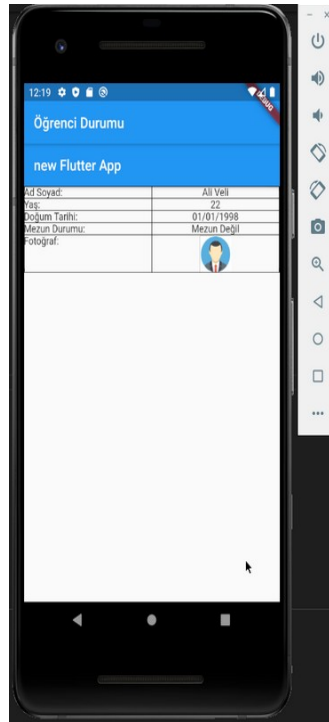 12:19
DEBUG
Öğrenci Durumu
new Flutter App
Ad Soyad: Ali Veli
Yaş: 22
Doğum Tarihi: 01/01/1998
Mezun Durumu: Mezun Değil
Fotoğraf: